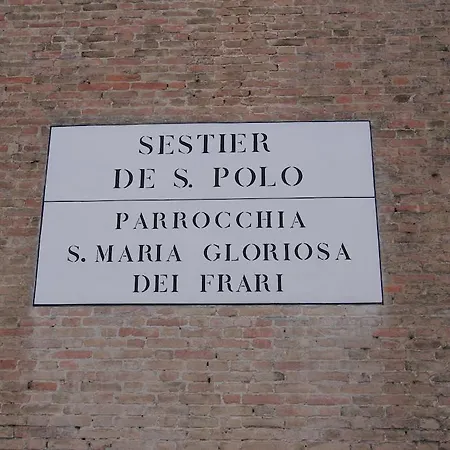 SESTIER
DE S. POLO
PARROCCHIA
S. MARIA GLORIOSA
DEI FRARI